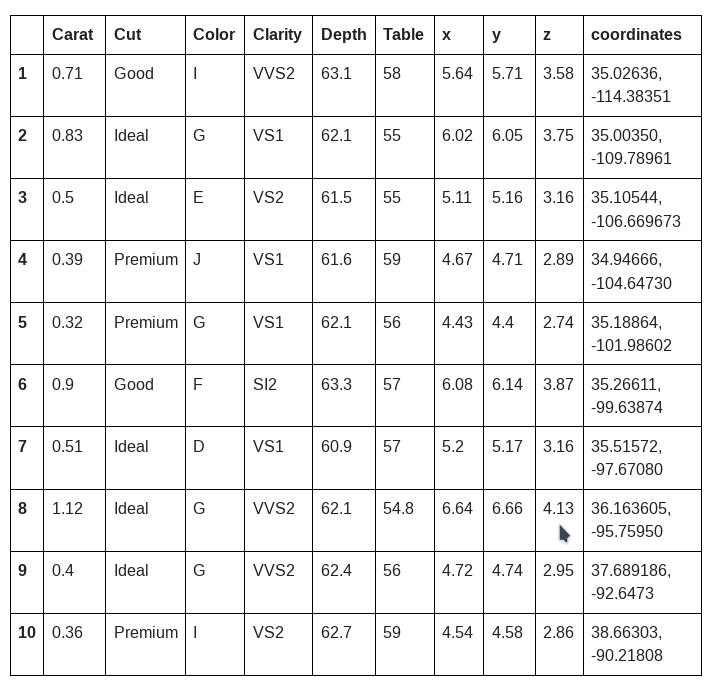 Carat Cut Color Clarity Depth Table x y z coordinates
1 0.71 Good I VVS2 63.1 58 5.64 5.71 3.58 35.02636,
-114.38351
2 0.83 Ideal G VS1 62.1 55 6.02 6.05 3.75 35.00350,
-109.78961
3 0.5 Ideal E VS2 61.5 55 5.11 5.16 3.16 35.10544,
-106.669673
4 0.39 Premium J VS1 61.6 59 4.67 4.71 2.89 34.94666,
-104.64730
5 0.32 Premium G VS1 62.1 56 4.43 4.4 2.74 35.18864,
-101.98602
6 0.9 Good F SI2 63.3 57 6.08 6.14 3.87 35.26611,
-99.63874
7 0.51 Ideal D VS1 60.9 57 5.2 5.17 3.16 35.51572,
-97.67080
8 1.12 Ideal G VVS2 62.1 54.8 6.64 6.66 4.13 36.163605,
-95.75950
9 0.4 Ideal G VVS2 62.4 56 4.72 4.74 2.95 37.689186,
-92.6473
10 0.36 Premium I VS2 62.7 59 4.54 4.58 2.86 38.66303,
-90.21808